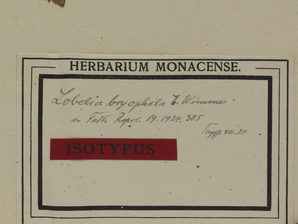 HERBARIUM MONACENSE.
Lobelia bryophila E. Wimmer
in Fedde Repert. 19. 1924. 385
ISOTYPUS